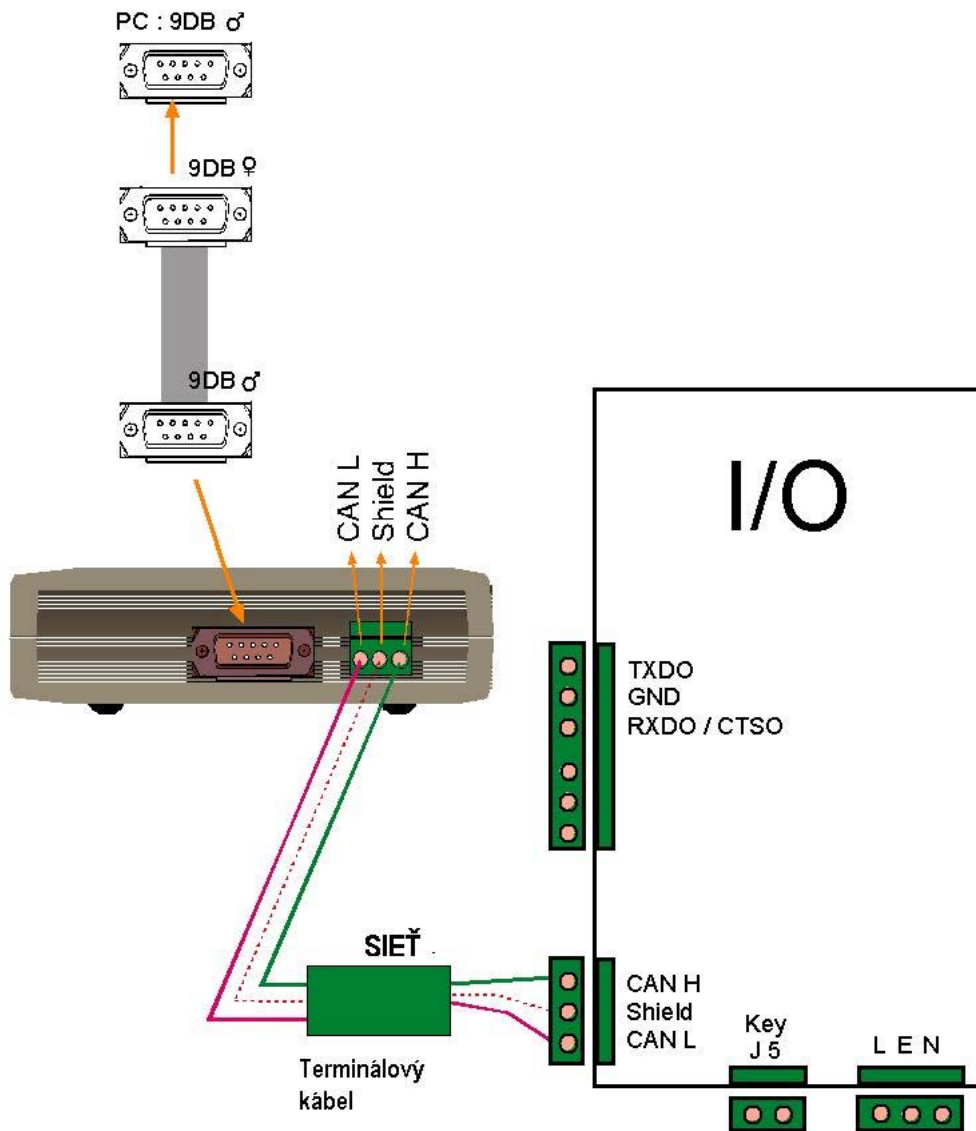 PC : 9DB ♂
9DB ♀
9DB ♂
CAN L
Shield
CAN H
I/O
TXDO
GND
RXDO / CTSO
SIEŤ
CAN H
Shield
CAN L
Terminálový
kábel
Key
J 5
L E N